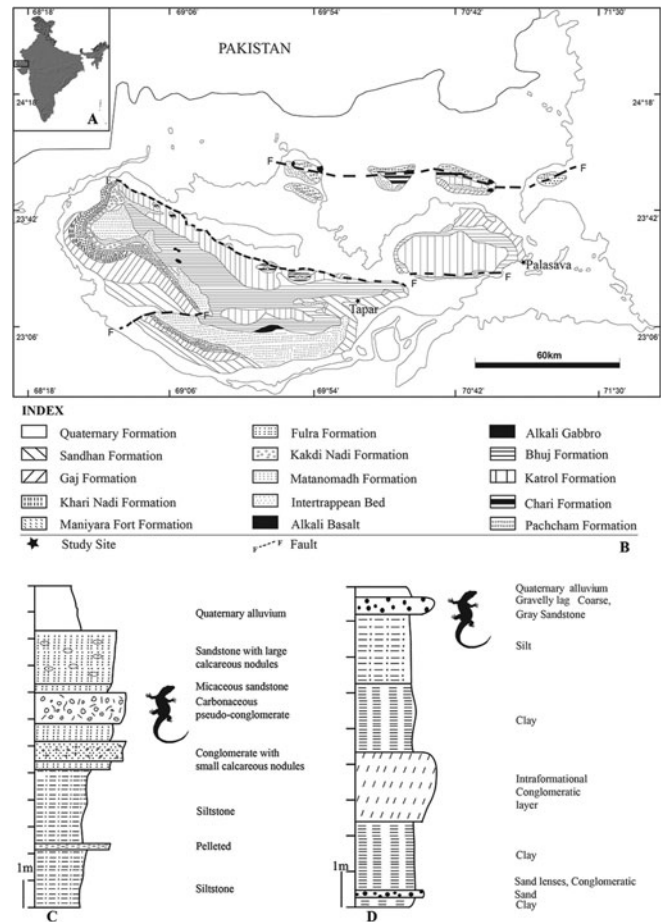 68°18' 69°06' 69°54' 70°42' 71°30'
PAKISTAN
24°18' 24°18'
A
F F
23°42' 23°42'
F
F F Palasava
F
Tapar
23°06' F 23°06'
60km
68°18' 69°06' 69°54' 70°42' 71°30'
INDEX
Quaternary Formation Fulra Formation Alkali Gabbro
Sandhan Formation Kakdi Nadi Formation Bhuj Formation
Gaj Formation Matanomadh Formation Katrol Formation
Khari Nadi Formation Intertrappean Bed Chari Formation
Maniyara Fort Formation Alkali Basalt Pachcham Formation
Study Site F F Fault B
Quaternary alluvium
Sandstone with large
calcareous nodules
Micaceous sandstone
Carbonaceous
pseudo-conglomerate
Conglomerate with
small calcareous nodules
Siltstone
Pelleted
Siltstone
1m
C
Quaternary alluvium
Gravelly lag Coarse,
Gray Sandstone
Silt
Clay
Intraformational
Conglomeratic
layer
Clay
Sand lenses, Conglomeratic
Sand
Clay
1m
D